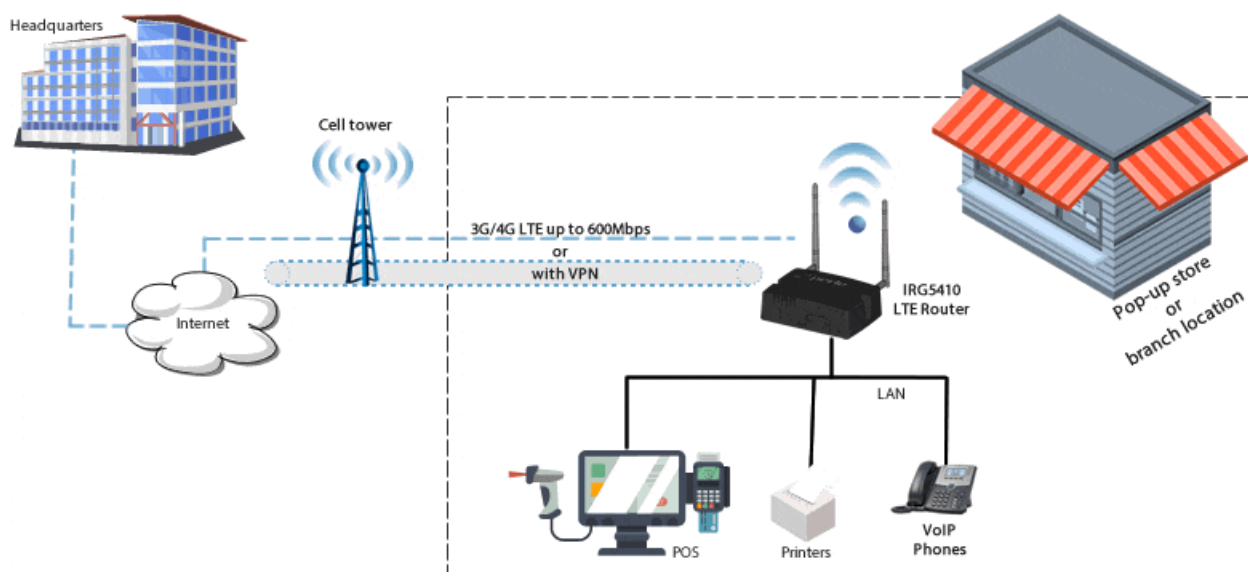 Headquarters
Cell tower
3G/4G LTE up to 600Mbps
or
with VPN
Internet
IRG5410
LTE Router
Pop-up store
or
branch location
LAN
POS
Printers
VoIP
Phones